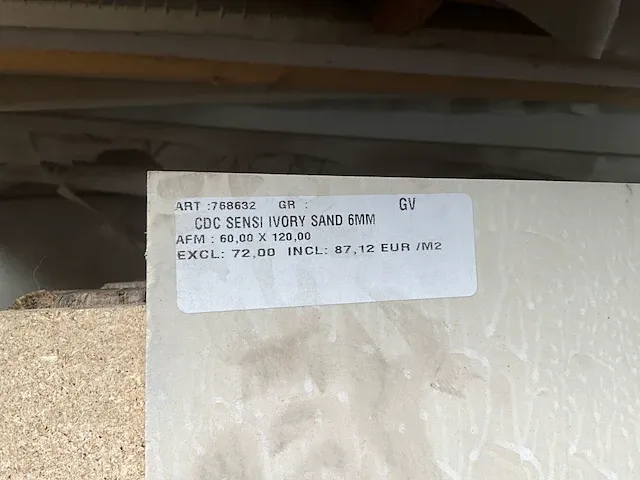 ART :768632 GR : GV
CDC SENSI IVORY SAND 6MM
AFM : 60,00 X 120,00
EXCL: 72,00 INCL: 87,12 EUR /M2